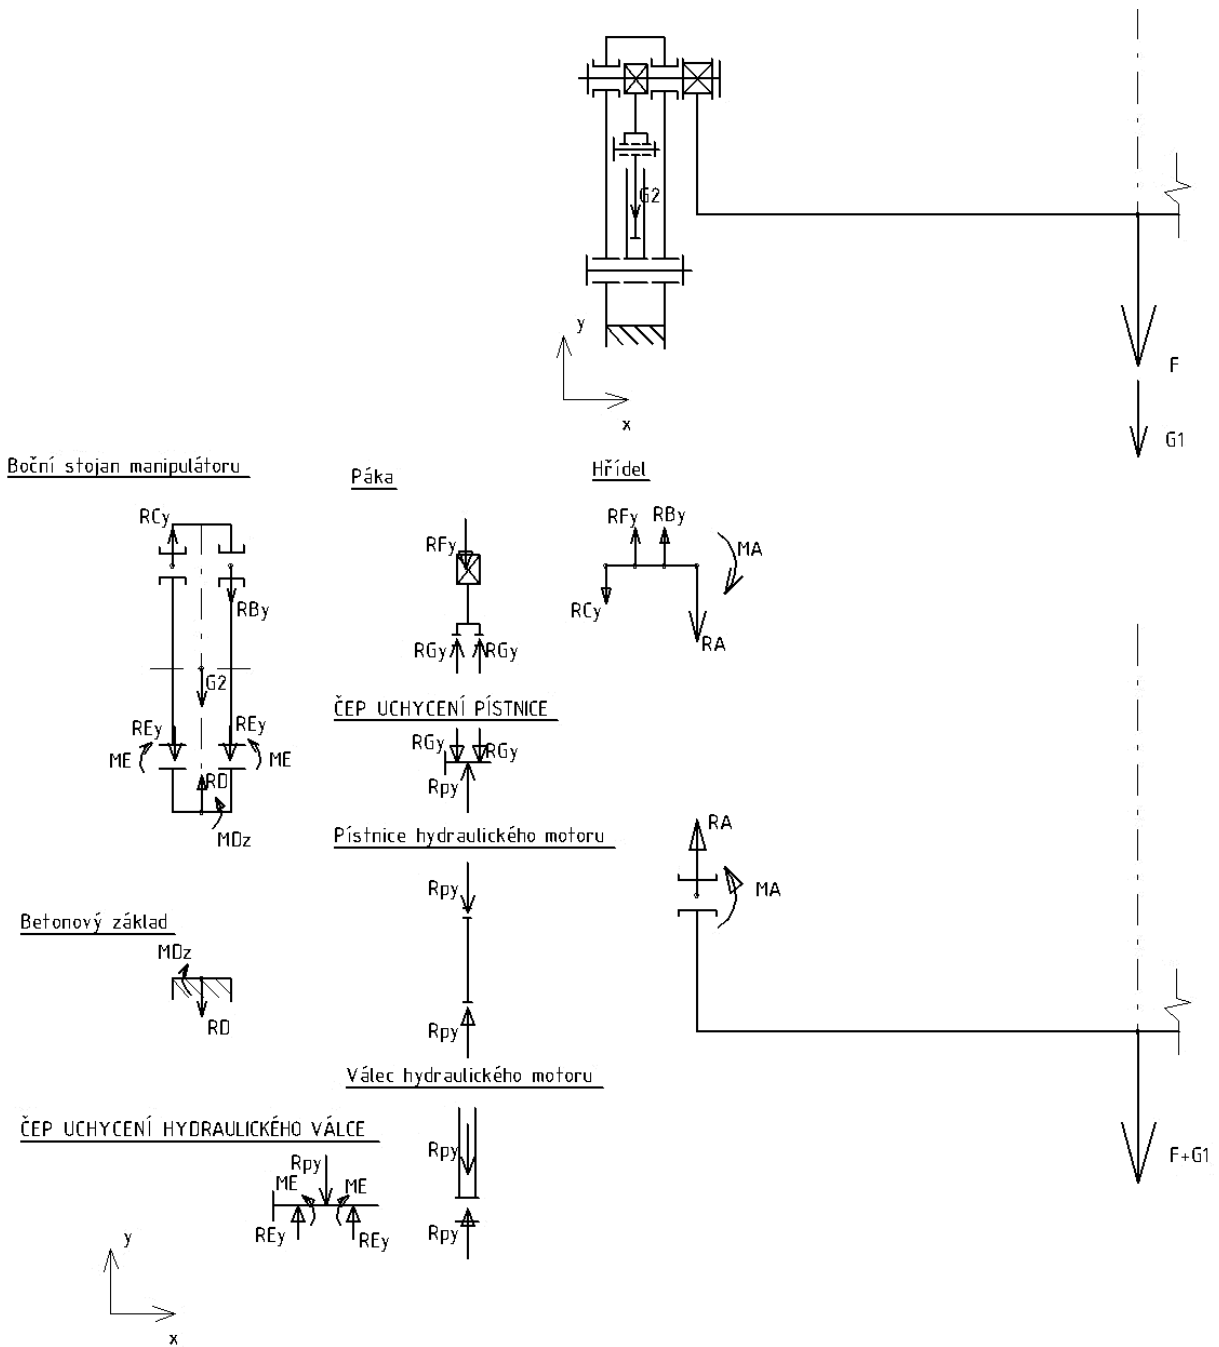 G2
y
x
F
G1
Boční stojan manipulátoru
Páka
Hřídel
RCy
RBy
G2
REy
REy
ME
ME
RD
MDz
RFy
RGy
RGy
ČEP UCHYCENÍ PÍSTNICE
RGy
RGy
Rpy
Pístnice hydraulického motoru
Rpy
Rpy
RFy
RBy
MA
RCy
RA
RA
MA
Betonový základ
MDz
RD
Válec hydraulického motoru
Rpy
Rpy
ČEP UCHYCENÍ HYDRAULICKÉHO VÁLCE
Rpy
ME
ME
REy
REy
F+G1
y
x